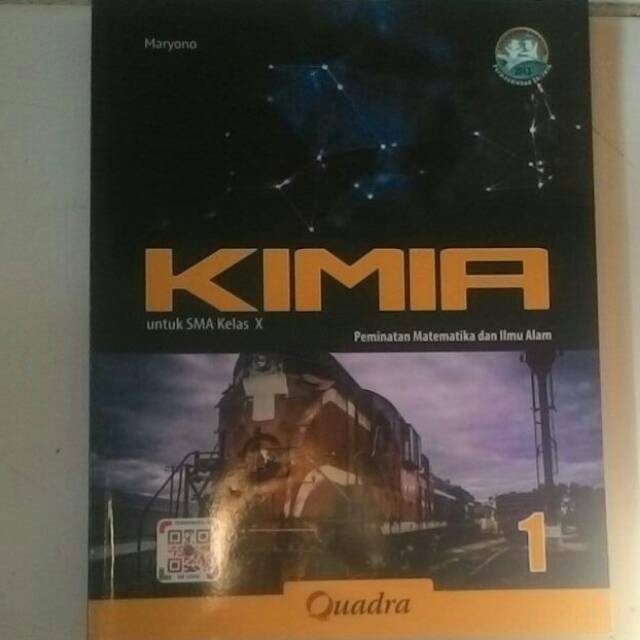 Maryono
KIMIA
untuk SMA Kelas X
Peminatan Matematika dan Ilmu Alam
1
Quadra